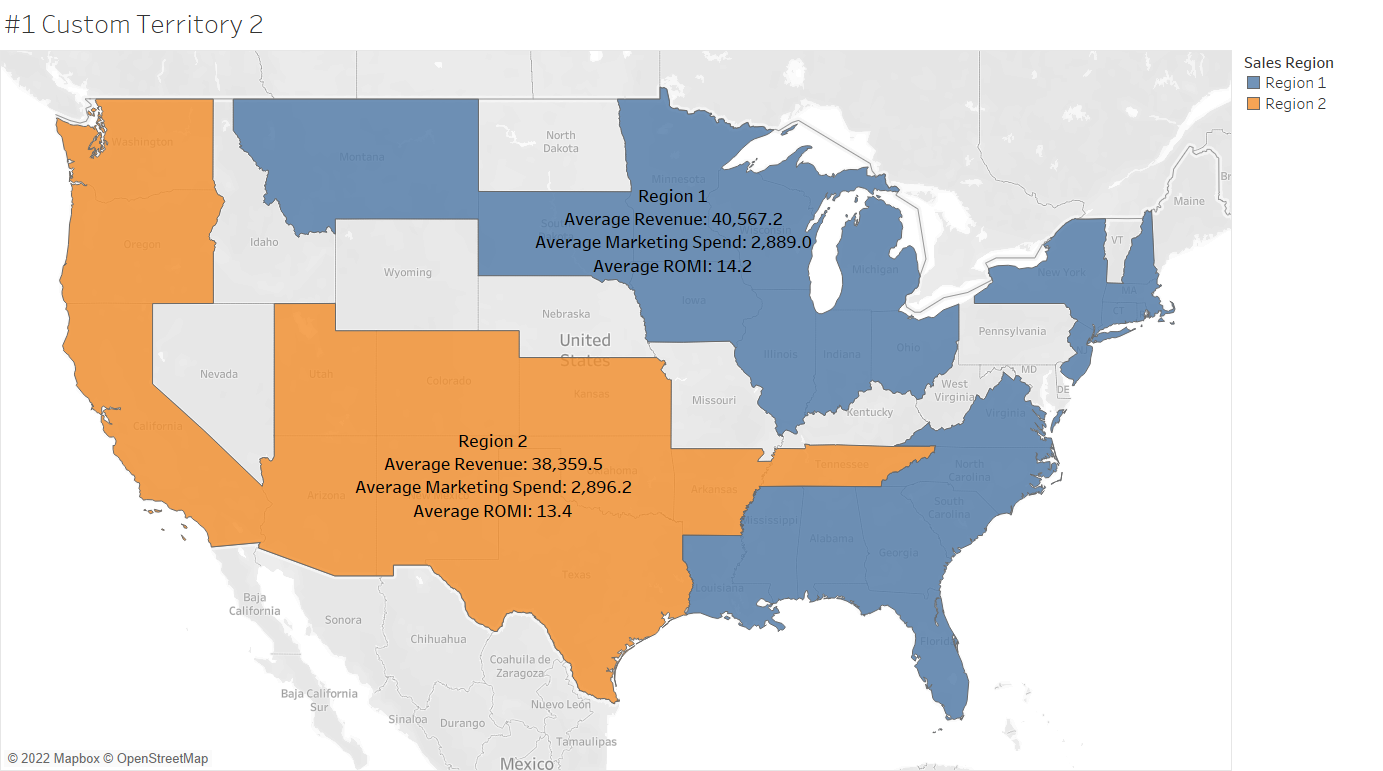 #1 Custom Territory 2
Sales Region
Region 1
Region 2
Washington
Montana
North
Dakota
Minnesota
Maine
Oregon
Idaho
Wyoming
Region 1
Average Revenue: 40,567.2
Average Marketing Spend: 2,889.0
Average ROMI: 14.2
Wisconsin
Michigan
VT
New York
MA
CT
Iowa
Nebraska
United
States
Pennsylvania
Nevada
Utah
Colorado
Kansas
Missouri
Illinois
Indiana
Ohio
West
Virginia
MD
DE
Kentucky
Virginia
California
Region 2
Average Revenue: 38,359.5
Average Marketing Spend: 2,896.2
Average ROMI: 13.4
Arizona
Arkansas
Tennessee
North
Carolina
South
Carolina
Mississippi
Alabama
Georgia
Texas
Louisiana
Florida
Baja
California
Sonora
Chihuahua
Coahuila de
Zaragoza
Baja California
Sur
Sinaloa
Durango
Nuevo León
Tamaulipas
Mexico
© 2022 Mapbox © OpenStreetMap